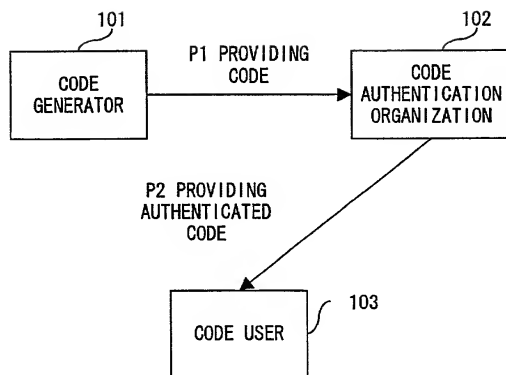 101
P1 PROVIDING
CODE
102
CODE
GENERATOR
CODE
AUTHENTICATION
ORGANIZATION
P2 PROVIDING
AUTHENTICATED
CODE
103
CODE USER